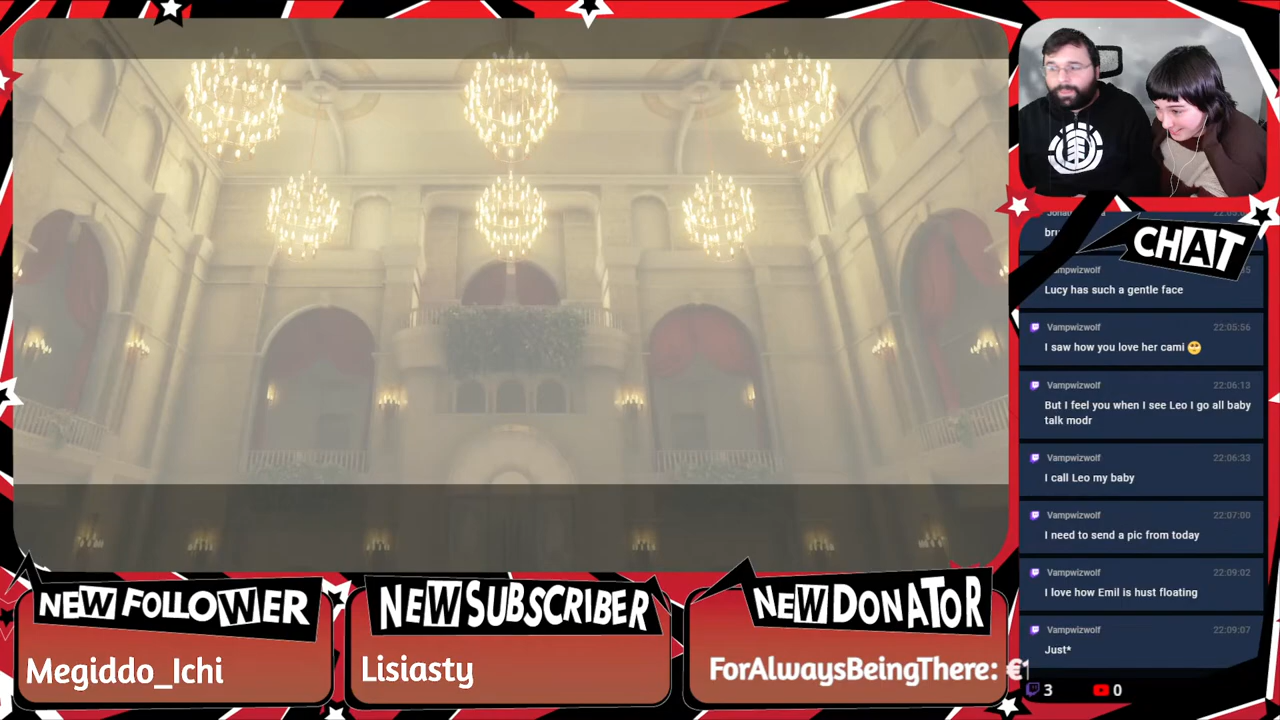 CHAT
bru
Vampwizwolf
Lucy has such a gentle face
Vampwizwolf 22:05:56
I saw how you love her cami 🥺
Vampwizwolf 22:06:13
But I feel you when I see Leo I go all baby
talk modr
Vampwizwolf 22:06:33
I call Leo my baby
Vampwizwolf 22:07:00
I need to send a pic from today
Vampwizwolf 22:09:02
I love how Emil is hust floating
Vampwizwolf 22:09:07
Just*
3 0
NEW FOLLOWER
Megiddo_Ichi
NEW SUBSCRIBER
Lisiasty
NEW DONATOR
ForAlwaysBeingThere: €1